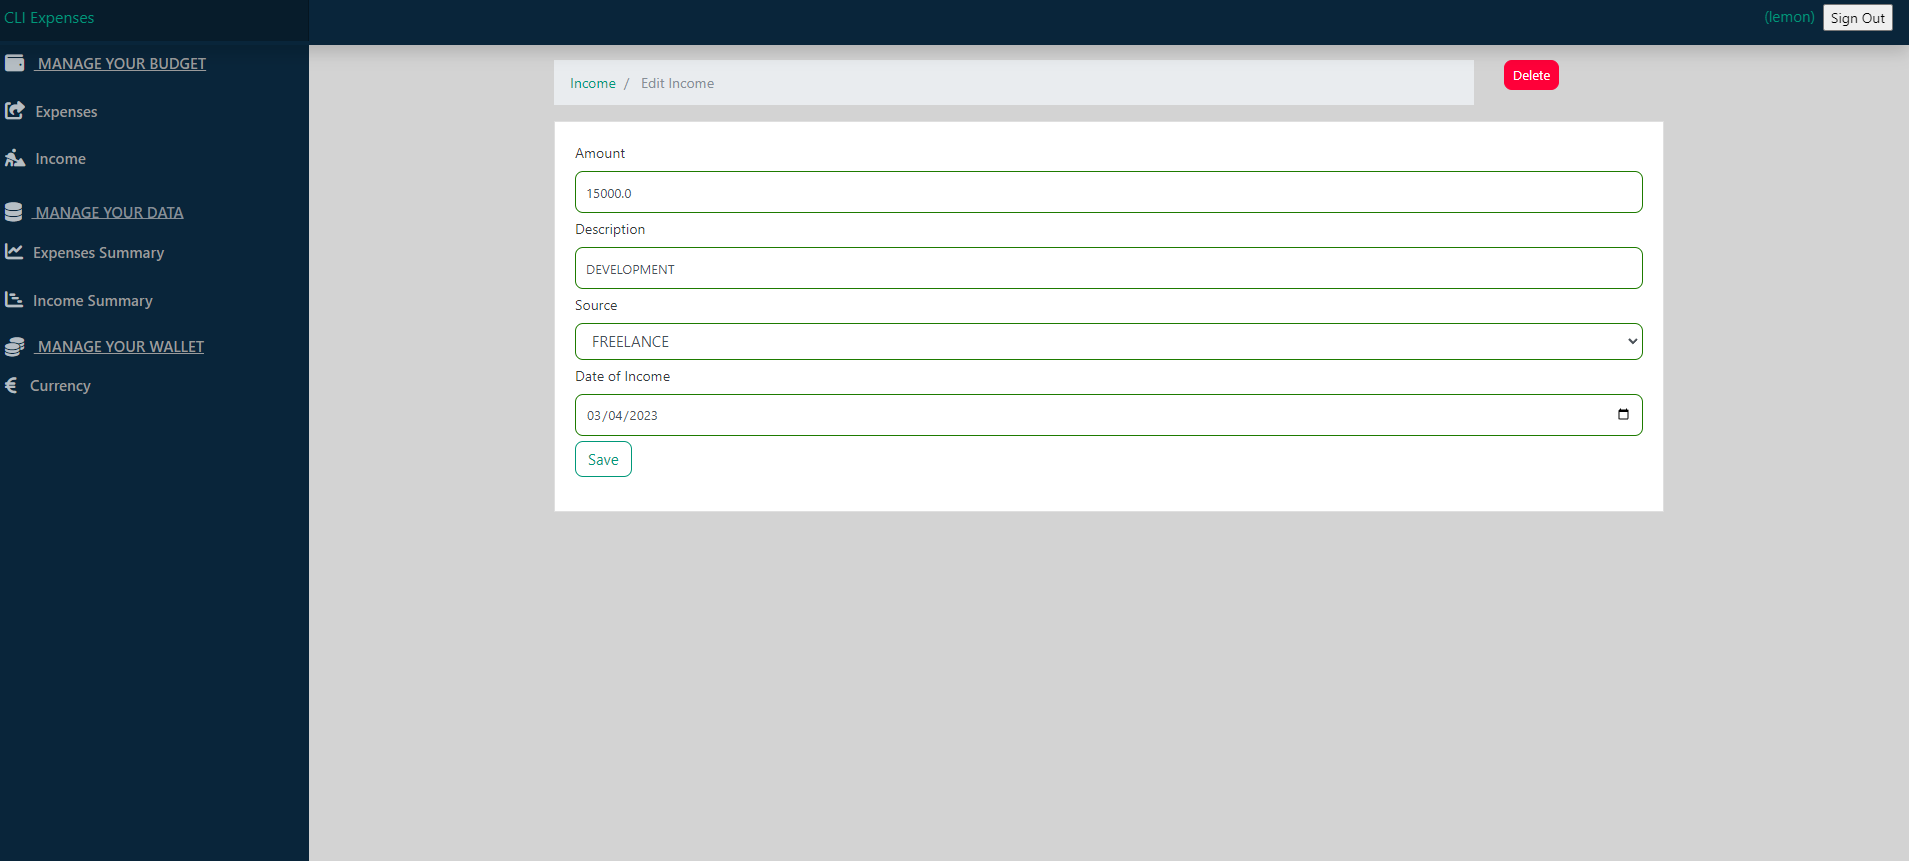 CLI Expenses
(lemon) Sign Out
MANAGE YOUR BUDGET
Expenses
Income
MANAGE YOUR DATA
Expenses Summary
Income Summary
MANAGE YOUR WALLET
Currency
Income / Edit Income
Delete
Amount
15000.0
Description
DEVELOPMENT
Source
FREELANCE
Date of Income
03/04/2023
Save